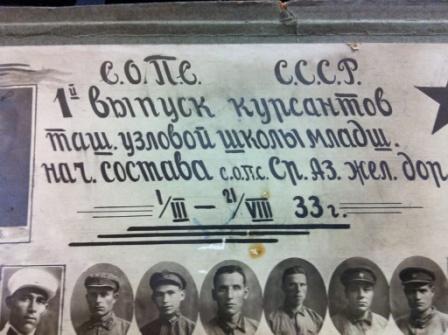 С.О.П.С. С.С.С.Р.
1й выпуск курсантов
таш. узловой школы младш.
нач. состава с.о.п.с. Ср. Аз. жел. дор
1/III – 21/VIII 33 г.